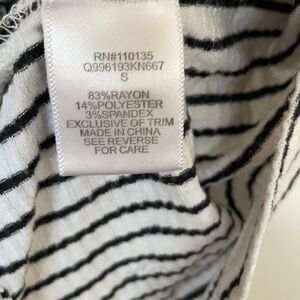 RN#110135
Q996193KN667
S
83%RAYON
14%POLYESTER
3%SPANDEX
EXCLUSIVE OF TRIM
MADE IN CHINA
SEE REVERSE
FOR CARE